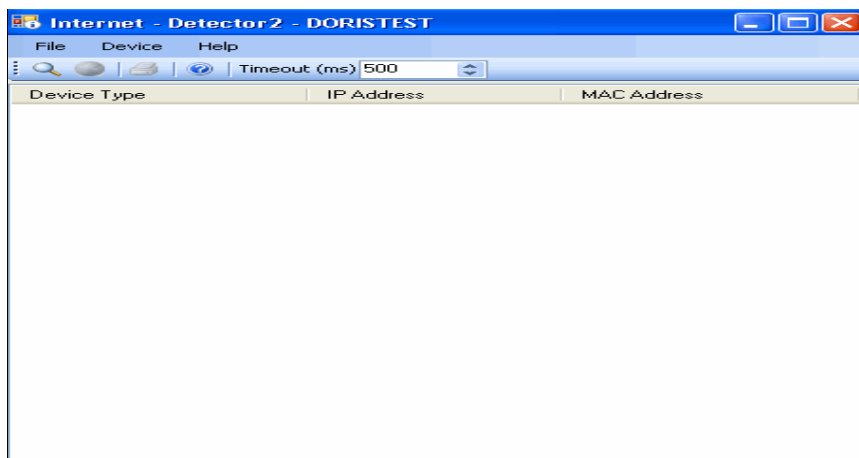 Internet - Detector2 - DORISTEST
File Device Help
Timeout (ms) 500
Device Type IP Address MAC Address